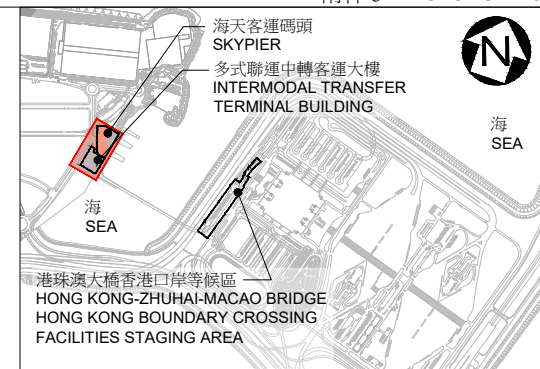 海天客運碼頭
SKYPIER
多式聯運中轉客運大樓
INTERMODAL TRANSFER
TERMINAL BUILDING
N
海
SEA
海
SEA
港珠澳大橋香港口岸等候區
HONG KONG-ZHUHAI-MACAO BRIDGE
HONG KONG BOUNDARY CROSSING
FACILITIES STAGING AREA